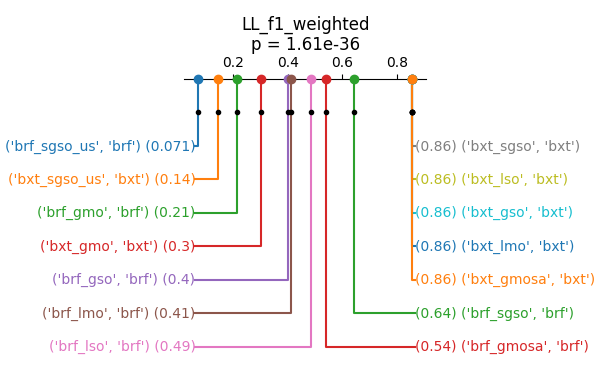 LL_f1_weighted
p = 1.61e-36
0.2 0.4 0.6 0.8
('brf_sgso_us', 'brf') (0.071) (0.86) ('bxt_sgso', 'bxt')
('bxt_sgso_us', 'bxt') (0.14) (0.86) ('bxt_lso', 'bxt')
('brf_gmo', 'brf') (0.21) (0.86) ('bxt_gso', 'bxt')
('bxt_gmo', 'bxt') (0.3) (0.86) ('bxt_lmo', 'bxt')
('brf_gso', 'brf') (0.4) (0.86) ('bxt_gmosa', 'bxt')
('brf_lmo', 'brf') (0.41) (0.64) ('brf_sgso', 'brf')
('brf_lso', 'brf') (0.49) (0.54) ('brf_gmosa', 'brf')